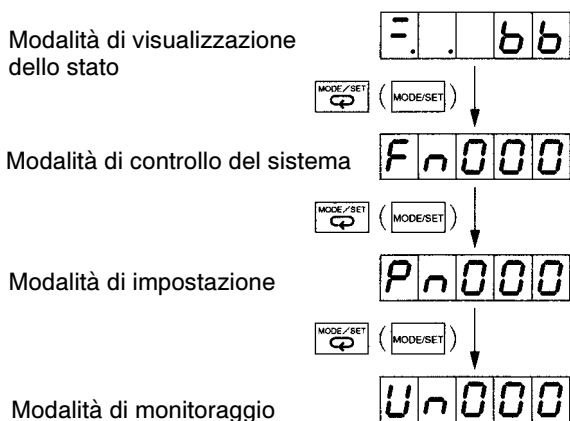 Modalità di visualizzazione
dello stato
-. . bb
MODE/SET ( MODE/SET )
Modalità di controllo del sistema
Fn000
MODE/SET ( MODE/SET )
Modalità di impostazione
Pn000
MODE/SET ( MODE/SET )
Modalità di monitoraggio
Un000